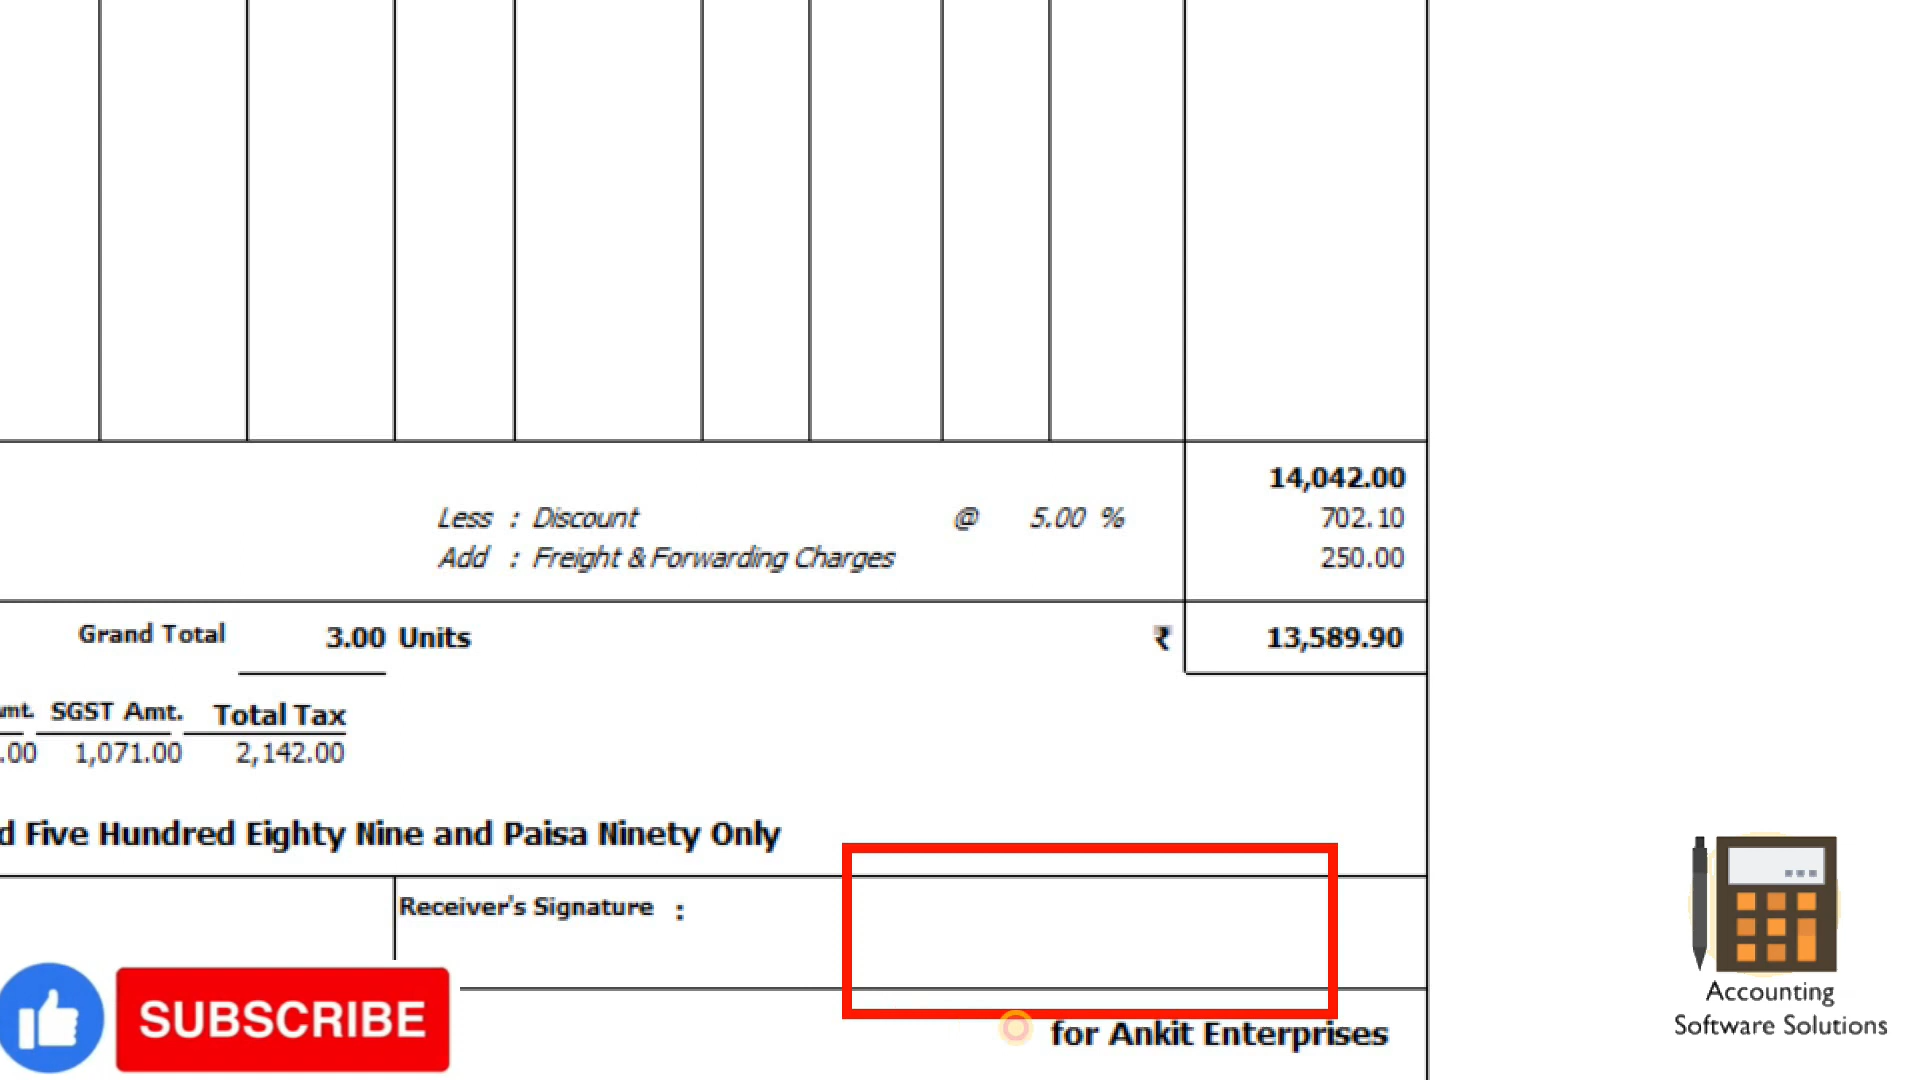 14,042.00
Less : Discount @ 5.00 % 702.10
Add : Freight & Forwarding Charges 250.00
Grand Total 3.00 Units ₹ 13,589.90
mt. SGST Amt. Total Tax
.00 1,071.00 2,142.00
d Five Hundred Eighty Nine and Paisa Ninety Only
Receiver's Signature :
SUBSCRIBE
for Ankit Enterprises
Accounting
Software Solutions